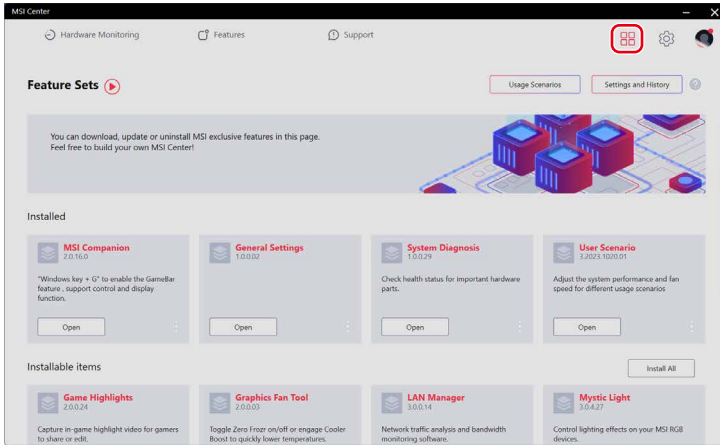 MSI Center
Hardware Monitoring
Features
Support
Feature Sets
Usage Scenarios
Settings and History
?
You can download, update or uninstall MSI exclusive features in this page.
Feel free to build your own MSI Center!
Installed
MSI Companion
2.0.16.0
"Windows key + G" to enable the GameBar
feature , support control and display
function.
Open
General Settings
1.0.0.02
Open
System Diagnosis
1.0.0.29
Check health status for important hardware
parts.
Open
User Scenario
3.2023.1020.01
Adjust the system performance and fan
speed for different usage scenarios
Open
Installable items
Install All
Game Highlights
2.0.0.24
Capture in-game highlight video for gamers
to share or edit.
Graphics Fan Tool
2.0.0.03
Toggle Zero Frozr on/off or engage Cooler
Boost to quickly lower temperatures.
LAN Manager
3.0.0.14
Network traffic analysis and bandwidth
monitoring software.
Mystic Light
3.0.4.27
Control lighting effects on your MSI RGB
devices.